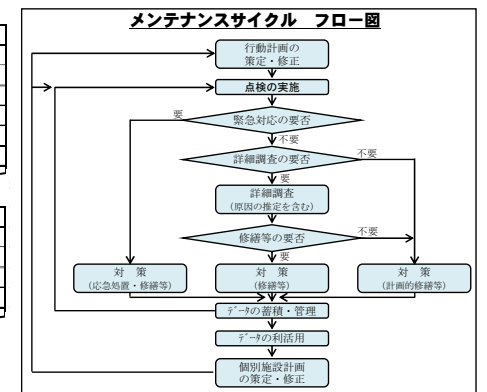 メンテナンスサイクル　フロー図
行動計画の
策定・修正
点検の実施
緊急対応の要否
要
不要
詳細調査の要否
不要
要
詳細調査
(原因の推定を含む)
修繕等の要否
不要
要
対　策
(応急処置・修繕等)
対　策
(修繕等)
対　策
(計画的修繕等)
ﾃﾞｰﾀの蓄積・管理
ﾃﾞｰﾀの利活用
個別施設計画
の策定・修正